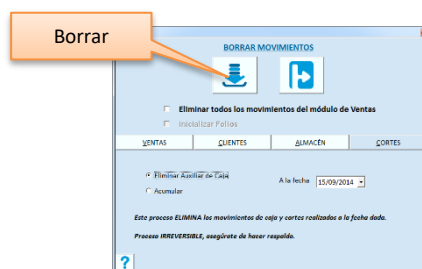 Borrar
BORRAR MOVIMIENTOS
Eliminar todos los movimientos del módulo de Ventas
Inicializar Folios
VENTAS CLIENTES ALMACÉN CORTES
Eliminar Auxiliar de Caja
A la fecha 15/09/2014
Acumular
Este proceso ELIMINA los movimientos de caja y cortes realizados a la fecha dada.
Proceso IRREVERSIBLE, asegúrate de hacer respaldo.
?